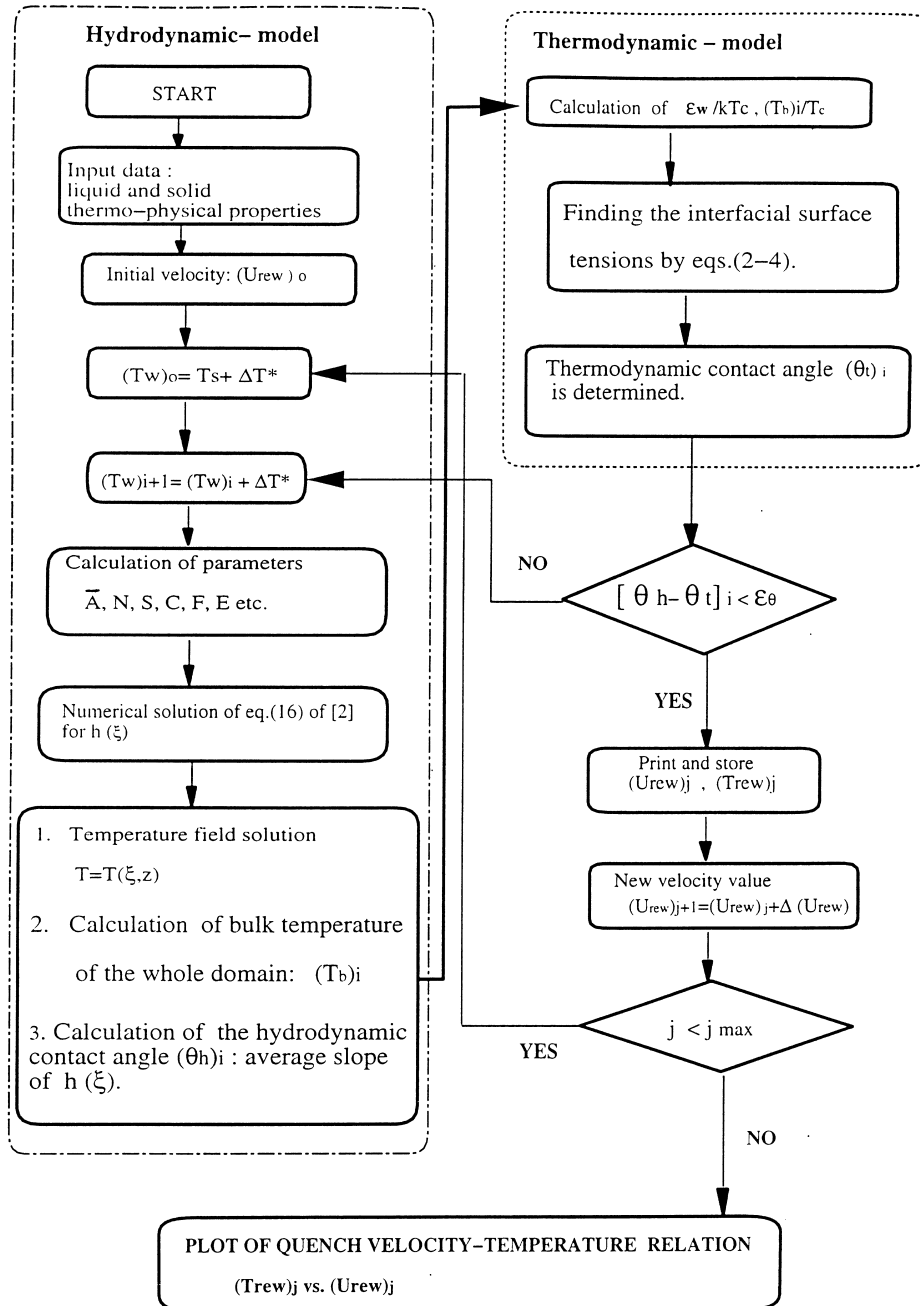 Hydrodynamic– model
START
Input data :
liquid and solid
thermo–physical properties
Initial velocity: (Urew ) o
(Tw)o= Ts+ ΔT*
(Tw)i+1= (Tw)i + ΔT*
Calculation of parameters
A̅, N, S, C, F, E etc.
Numerical solution of eq.(16) of [2]
for h (ξ)
1. Temperature field solution
T=T(ξ,z)
2. Calculation of bulk temperature
of the whole domain: (Tb)i
3. Calculation of the hydrodynamic
contact angle (θh)i : average slope
of h (ξ).
Thermodynamic – model
Calculation of εw /kTc , (Tb)i/Tc
Finding the interfacial surface
tensions by eqs.(2–4).
Thermodynamic contact angle (θt) i
is determined.
NO
[ θ h– θ t] i < εθ
YES
Print and store
(Urew)j , (Trew)j
New velocity value
(Urew)j+1=(Urew) j+Δ (Urew)
j < j max
YES
NO
PLOT OF QUENCH VELOCITY–TEMPERATURE RELATION
(Trew)j vs. (Urew)j